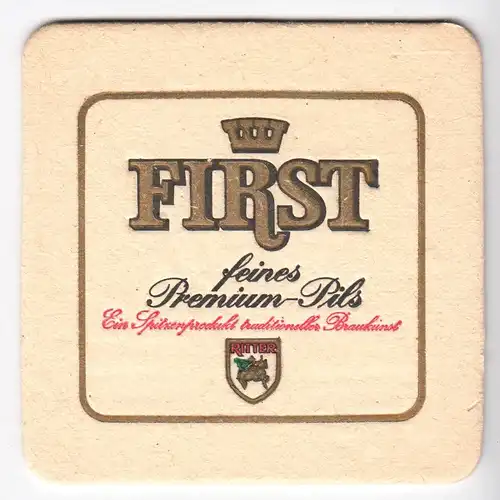 FIRST
feines
Premium-Pils
Ein Spitzenprodukt traditioneller Braukunst
RITTER